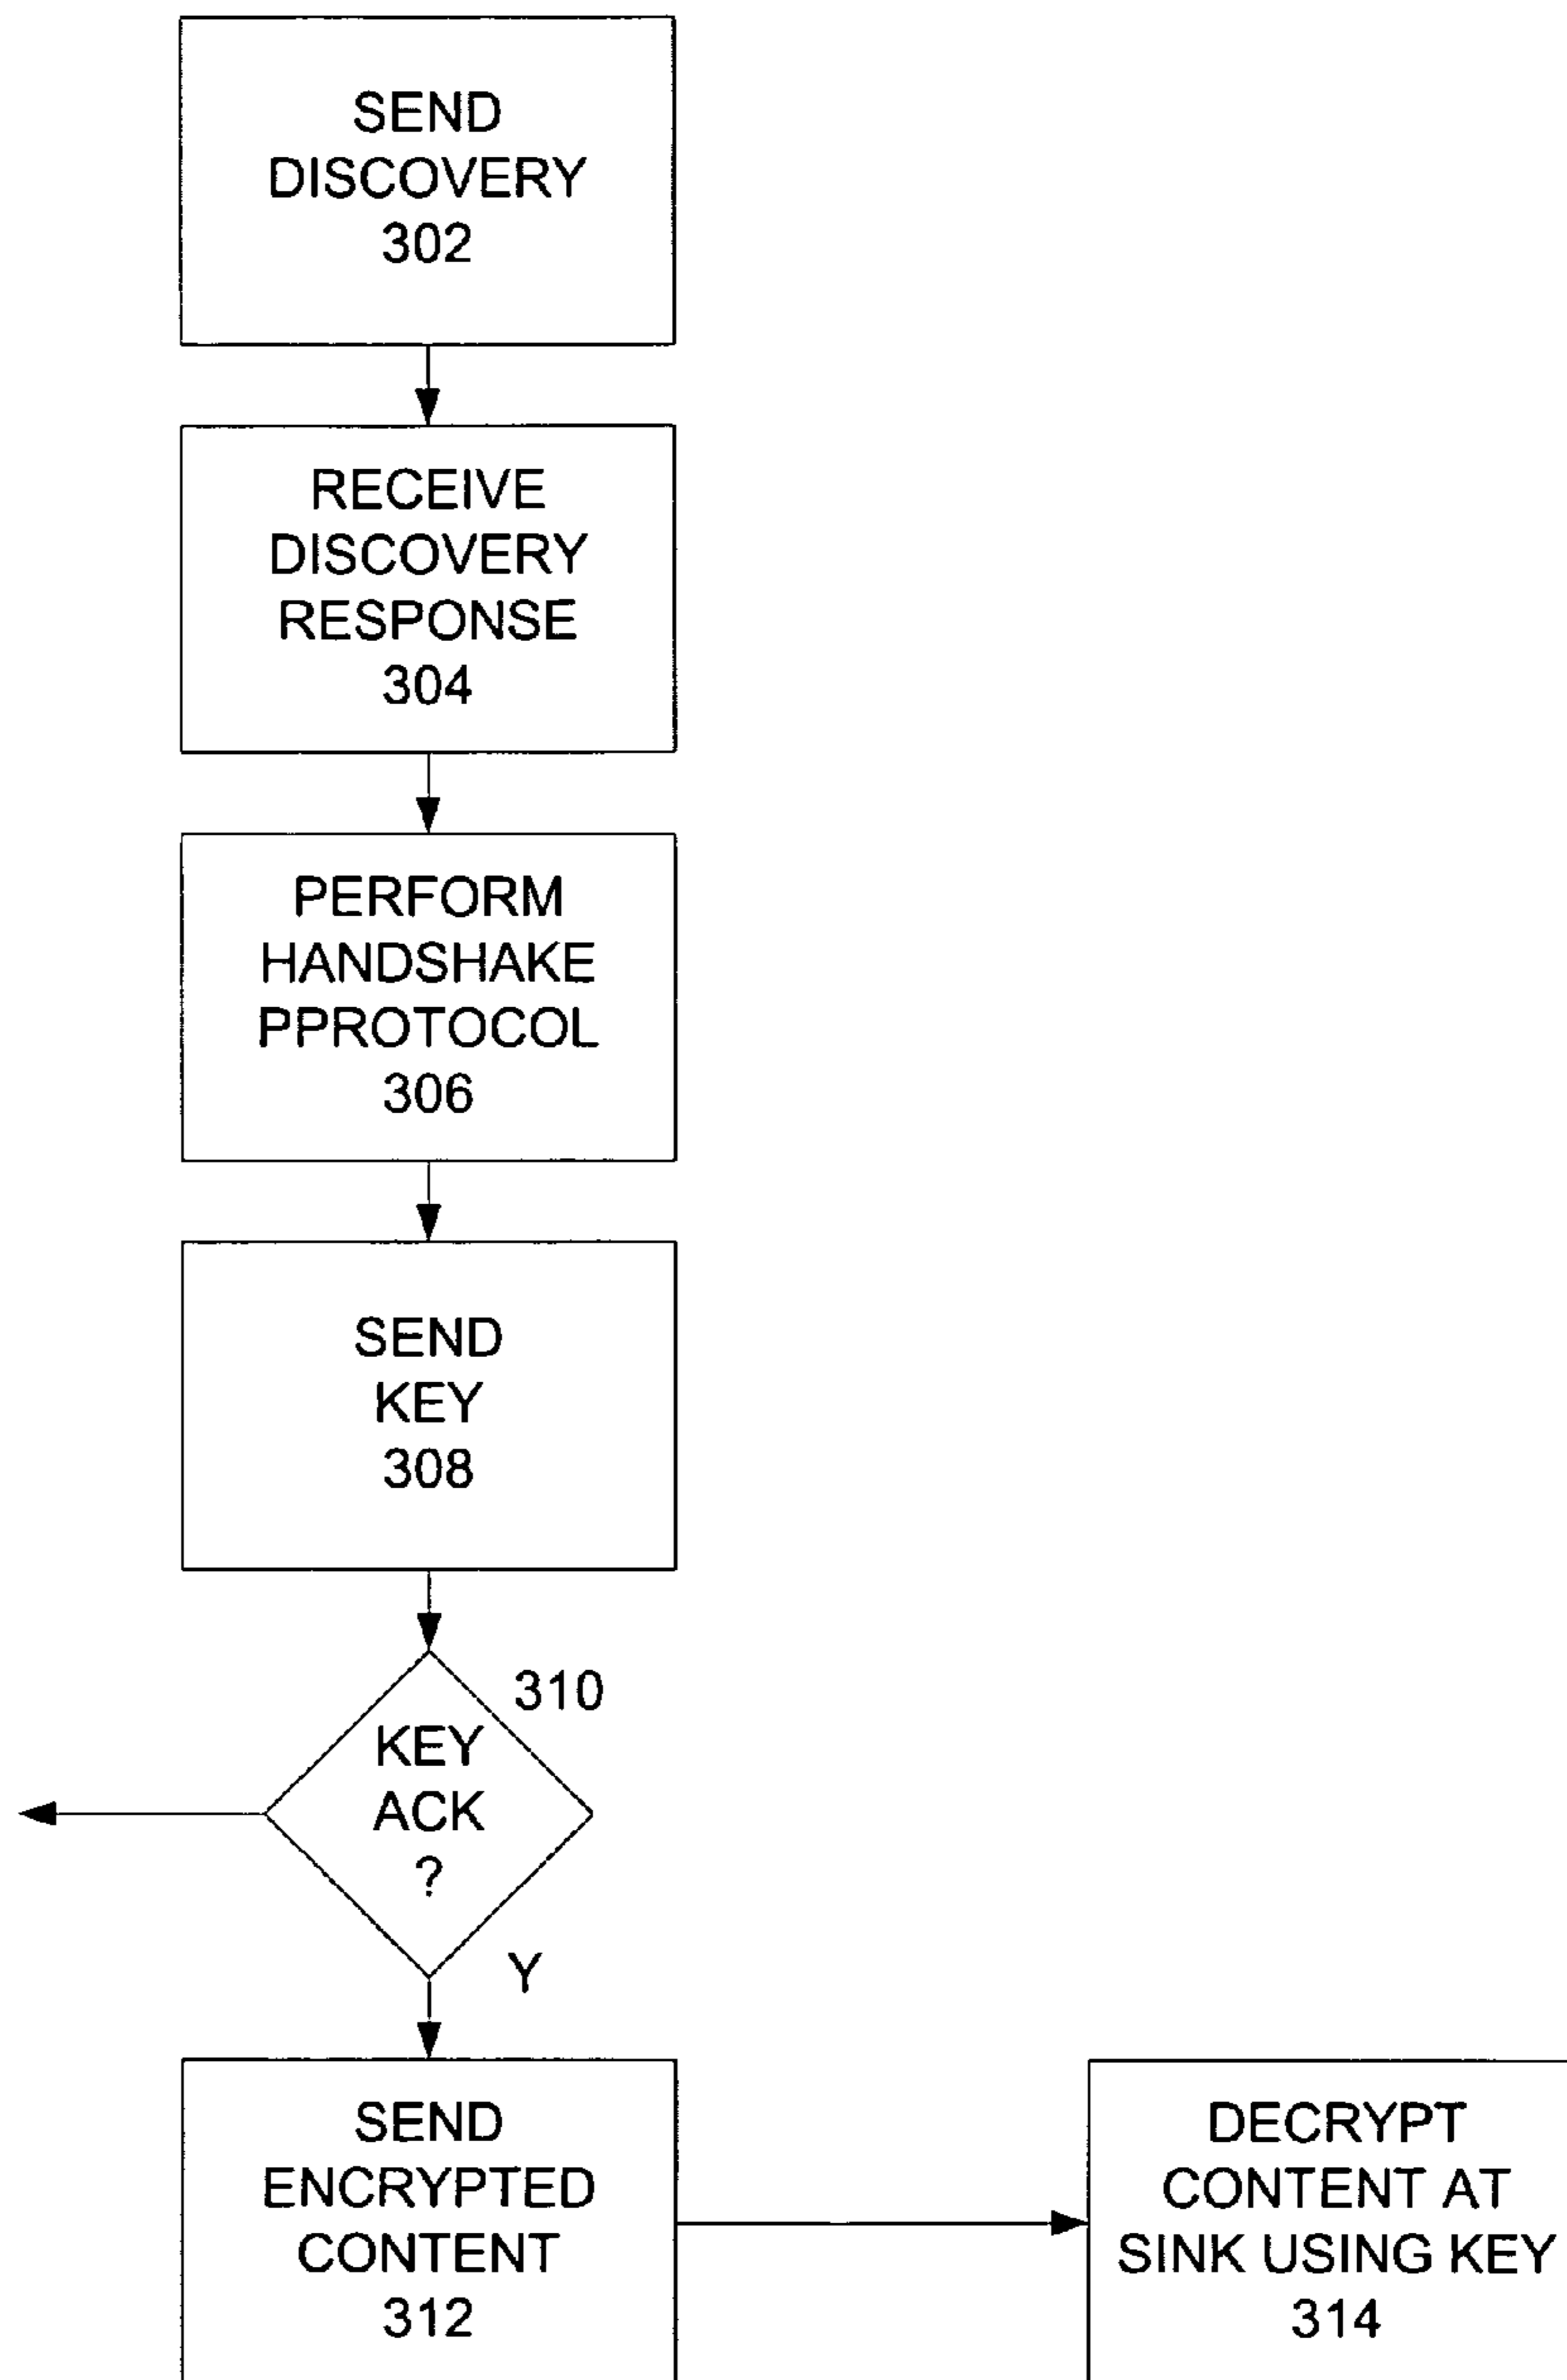 SEND
DISCOVERY
302
RECEIVE
DISCOVERY
RESPONSE
304
PERFORM
HANDSHAKE
PPROTOCOL
306
SEND
KEY
308
310
KEY
ACK
?
Y
SEND
ENCRYPTED
CONTENT
312
DECRYPT
CONTENT AT
SINK USING KEY
314